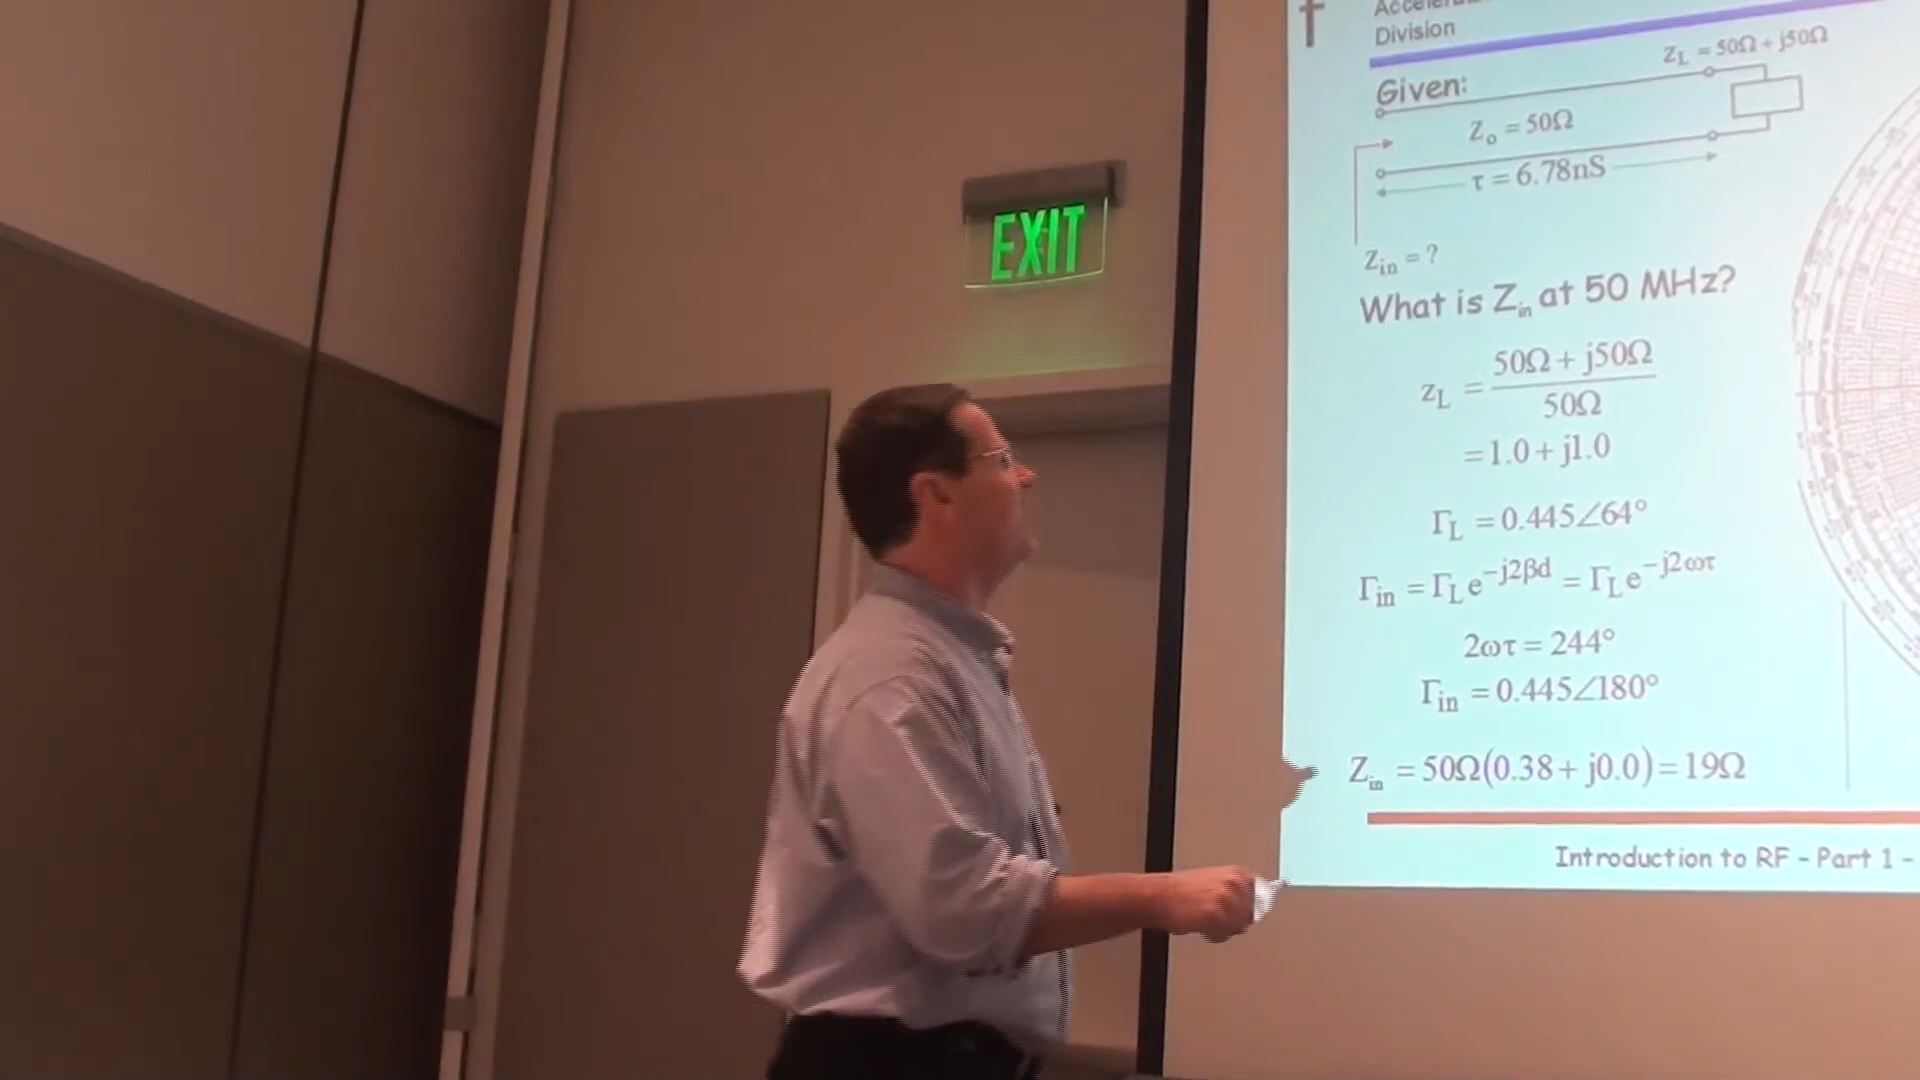 EXIT
Division
Z_L = 50Ω + j50Ω
Given:
Z_o = 50Ω
τ = 6.78nS
Z_in = ?
What is Z_in at 50 MHz?
z_L = (50Ω + j50Ω) / 50Ω
= 1.0 + j1.0
Γ_L = 0.445∠64°
Γ_in = Γ_L e^(-j2βd) = Γ_L e^(-j2ωτ)
2ωτ = 244°
Γ_in = 0.445∠180°
Z_in = 50Ω(0.38 + j0.0) = 19Ω
Introduction to RF - Part 1 -